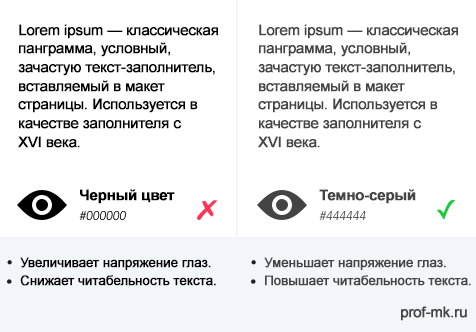 Lorem ipsum — классическая
панграмма, условный,
зачастую текст-заполнитель,
вставляемый в макет
страницы. Используется в
качестве заполнителя с
XVI века.
Черный цвет
#000000
Увеличивает напряжение глаз.
Снижает читабельность текста.
Lorem ipsum — классическая
панграмма, условный,
зачастую текст-заполнитель,
вставляемый в макет
страницы. Используется в
качестве заполнителя с
XVI века.
Темно-серый
#444444
Уменьшает напряжение глаз.
Повышает читабельность текста.
prof-mk.ru